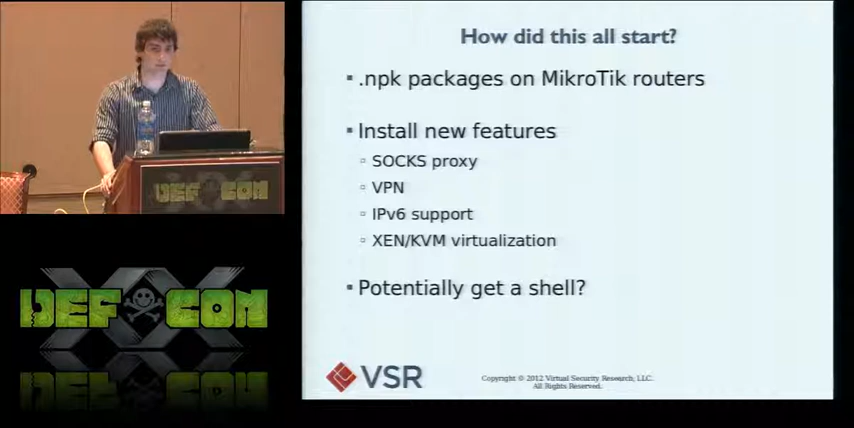 How did this all start?
▪ .npk packages on MikroTik routers
▪ Install new features
▫ SOCKS proxy
▫ VPN
▫ IPv6 support
▫ XEN/KVM virtualization
▪ Potentially get a shell?
VSR
Copyright © 2012 Virtual Security Research, LLC.
All Rights Reserved.
DEF CON
XX
DEF CON